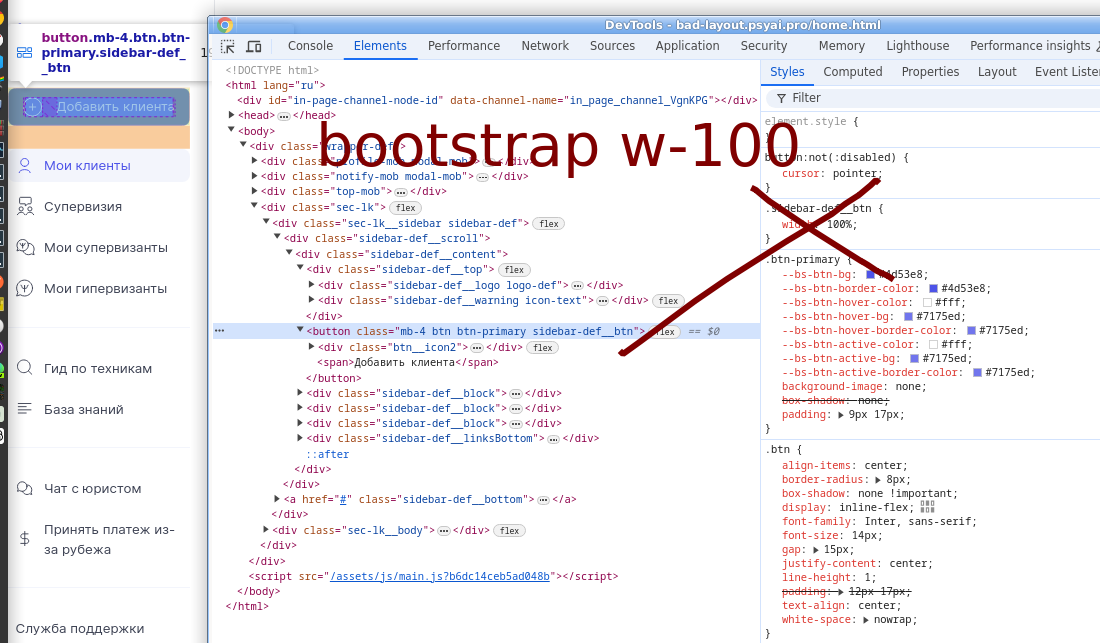 button.mb-4.btn.btn-
primary.sidebar-def_
_btn
Добавить клиента
Мои клиенты
Супервизия
Мои супервизанты
Мои гипервизанты
Гид по техникам
База знаний
Чат с юристом
Принять платеж из-
за рубежа
Служба поддержки
DevTools - bad-layout.psyai.pro/home.html
Console Elements Performance Network Sources Application Security Memory Lighthouse Performance insights
<!DOCTYPE html>
<html lang="ru">
<div id="in-page-channel-node-id" data-channel-name="in_page_channel_VgnKPG"></div>
<head>…</head>
<body>
<div class="wrapper-def">
<div class="profile-mob modal-mob">…</div>
<div class="notify-mob modal-mob">…</div>
<div class="top-mob">…</div>
<div class="sec-lk"> flex
<div class="sec-lk__sidebar sidebar-def"> flex
<div class="sidebar-def__scroll">
<div class="sidebar-def__content">
<div class="sidebar-def__top"> flex
<div class="sidebar-def__logo logo-def">…</div>
<div class="sidebar-def__warning icon-text">…</div> flex
</div>
<button class="mb-4 btn btn-primary sidebar-def__btn"> flex == $0
<div class="btn__icon2">…</div> flex
<span>Добавить клиента</span>
</button>
<div class="sidebar-def__block">…</div>
<div class="sidebar-def__block">…</div>
<div class="sidebar-def__block">…</div>
<div class="sidebar-def__linksBottom">…</div>
::after
</div>
</div>
<a href="#" class="sidebar-def__bottom">…</a>
</div>
<div class="sec-lk__body">…</div> flex
</div>
</div>
<script src="/assets/js/main.js?b6dc14ceb5ad048b"></script>
</body>
</html>
bootstrap w-100
Styles Computed Properties Layout Event Liste
Filter
element.style {
}
button:not(:disabled) {
cursor: pointer;
}
.sidebar-def__btn {
width: 100%;
}
.btn-primary {
--bs-btn-bg: #4d53e8;
--bs-btn-border-color: #4d53e8;
--bs-btn-hover-color: #fff;
--bs-btn-hover-bg: #7175ed;
--bs-btn-hover-border-color: #7175ed;
--bs-btn-active-color: #fff;
--bs-btn-active-bg: #7175ed;
--bs-btn-active-border-color: #7175ed;
background-image: none;
box-shadow: none;
padding: 9px 17px;
}
.btn {
align-items: center;
border-radius: 8px;
box-shadow: none !important;
display: inline-flex;
font-family: Inter, sans-serif;
font-size: 14px;
gap: 15px;
justify-content: center;
line-height: 1;
padding: 12px 17px;
text-align: center;
white-space: nowrap;
}